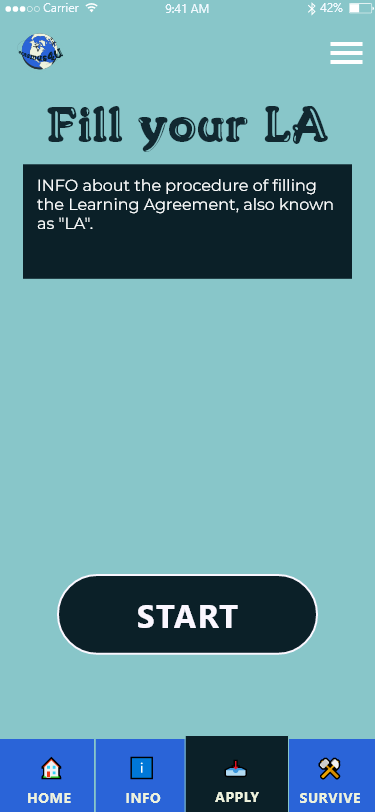 Carrier 9:41 AM 42%
Fill your LA
INFO about the procedure of filling
the Learning Agreement, also known
as "LA".
START
HOME INFO APPLY SURVIVE